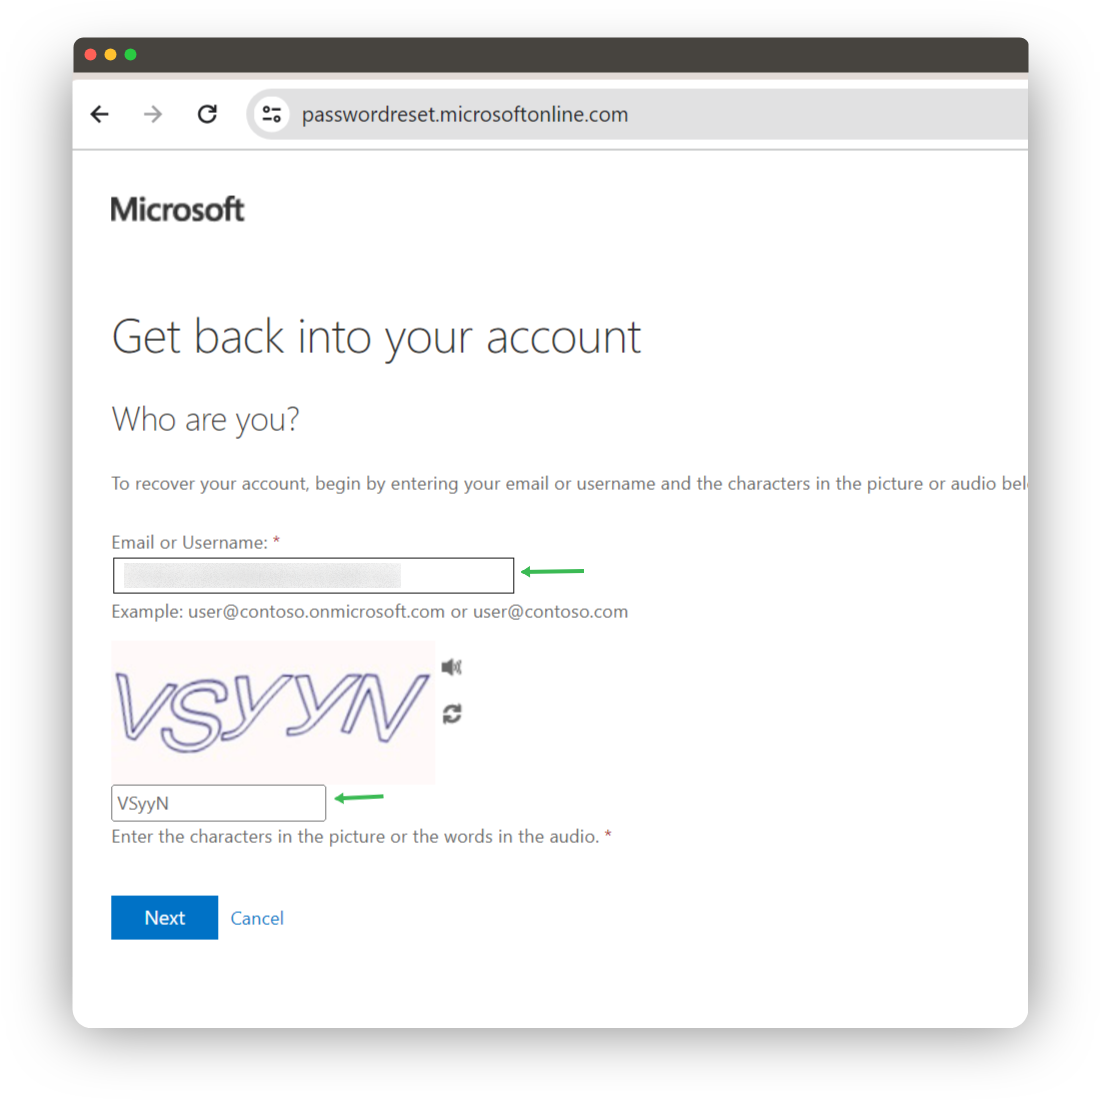 passwordreset.microsoftonline.com
Microsoft
Get back into your account
Who are you?
To recover your account, begin by entering your email or username and the characters in the picture or audio bel
Email or Username: *
Example: user@contoso.onmicrosoft.com or user@contoso.com
VSyyN
VSyyN
Enter the characters in the picture or the words in the audio. *
Next Cancel